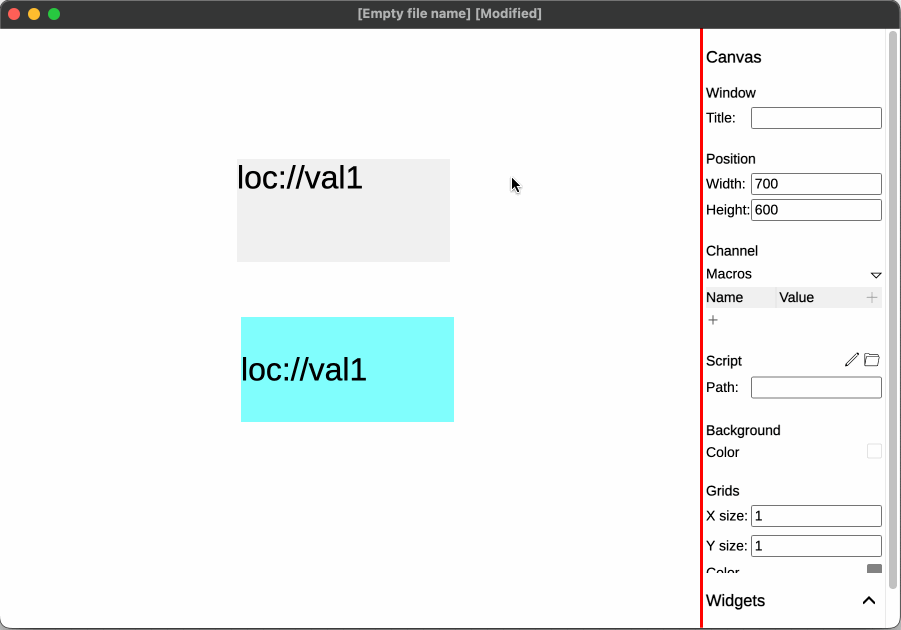 [Empty file name] [Modified]
loc://val1
loc://val1
Canvas
Window
Title:
Position
Width: 700
Height: 600
Channel
Macros
Name Value +
+
Script
Path:
Background
Color
Grids
X size: 1
Y size: 1
Color
Widgets